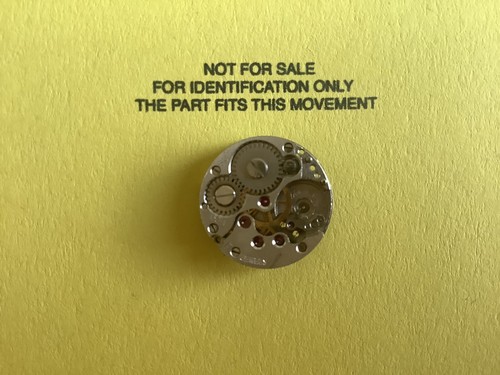 NOT FOR SALE
FOR IDENTIFICATION ONLY
THE PART FITS THIS MOVEMENT